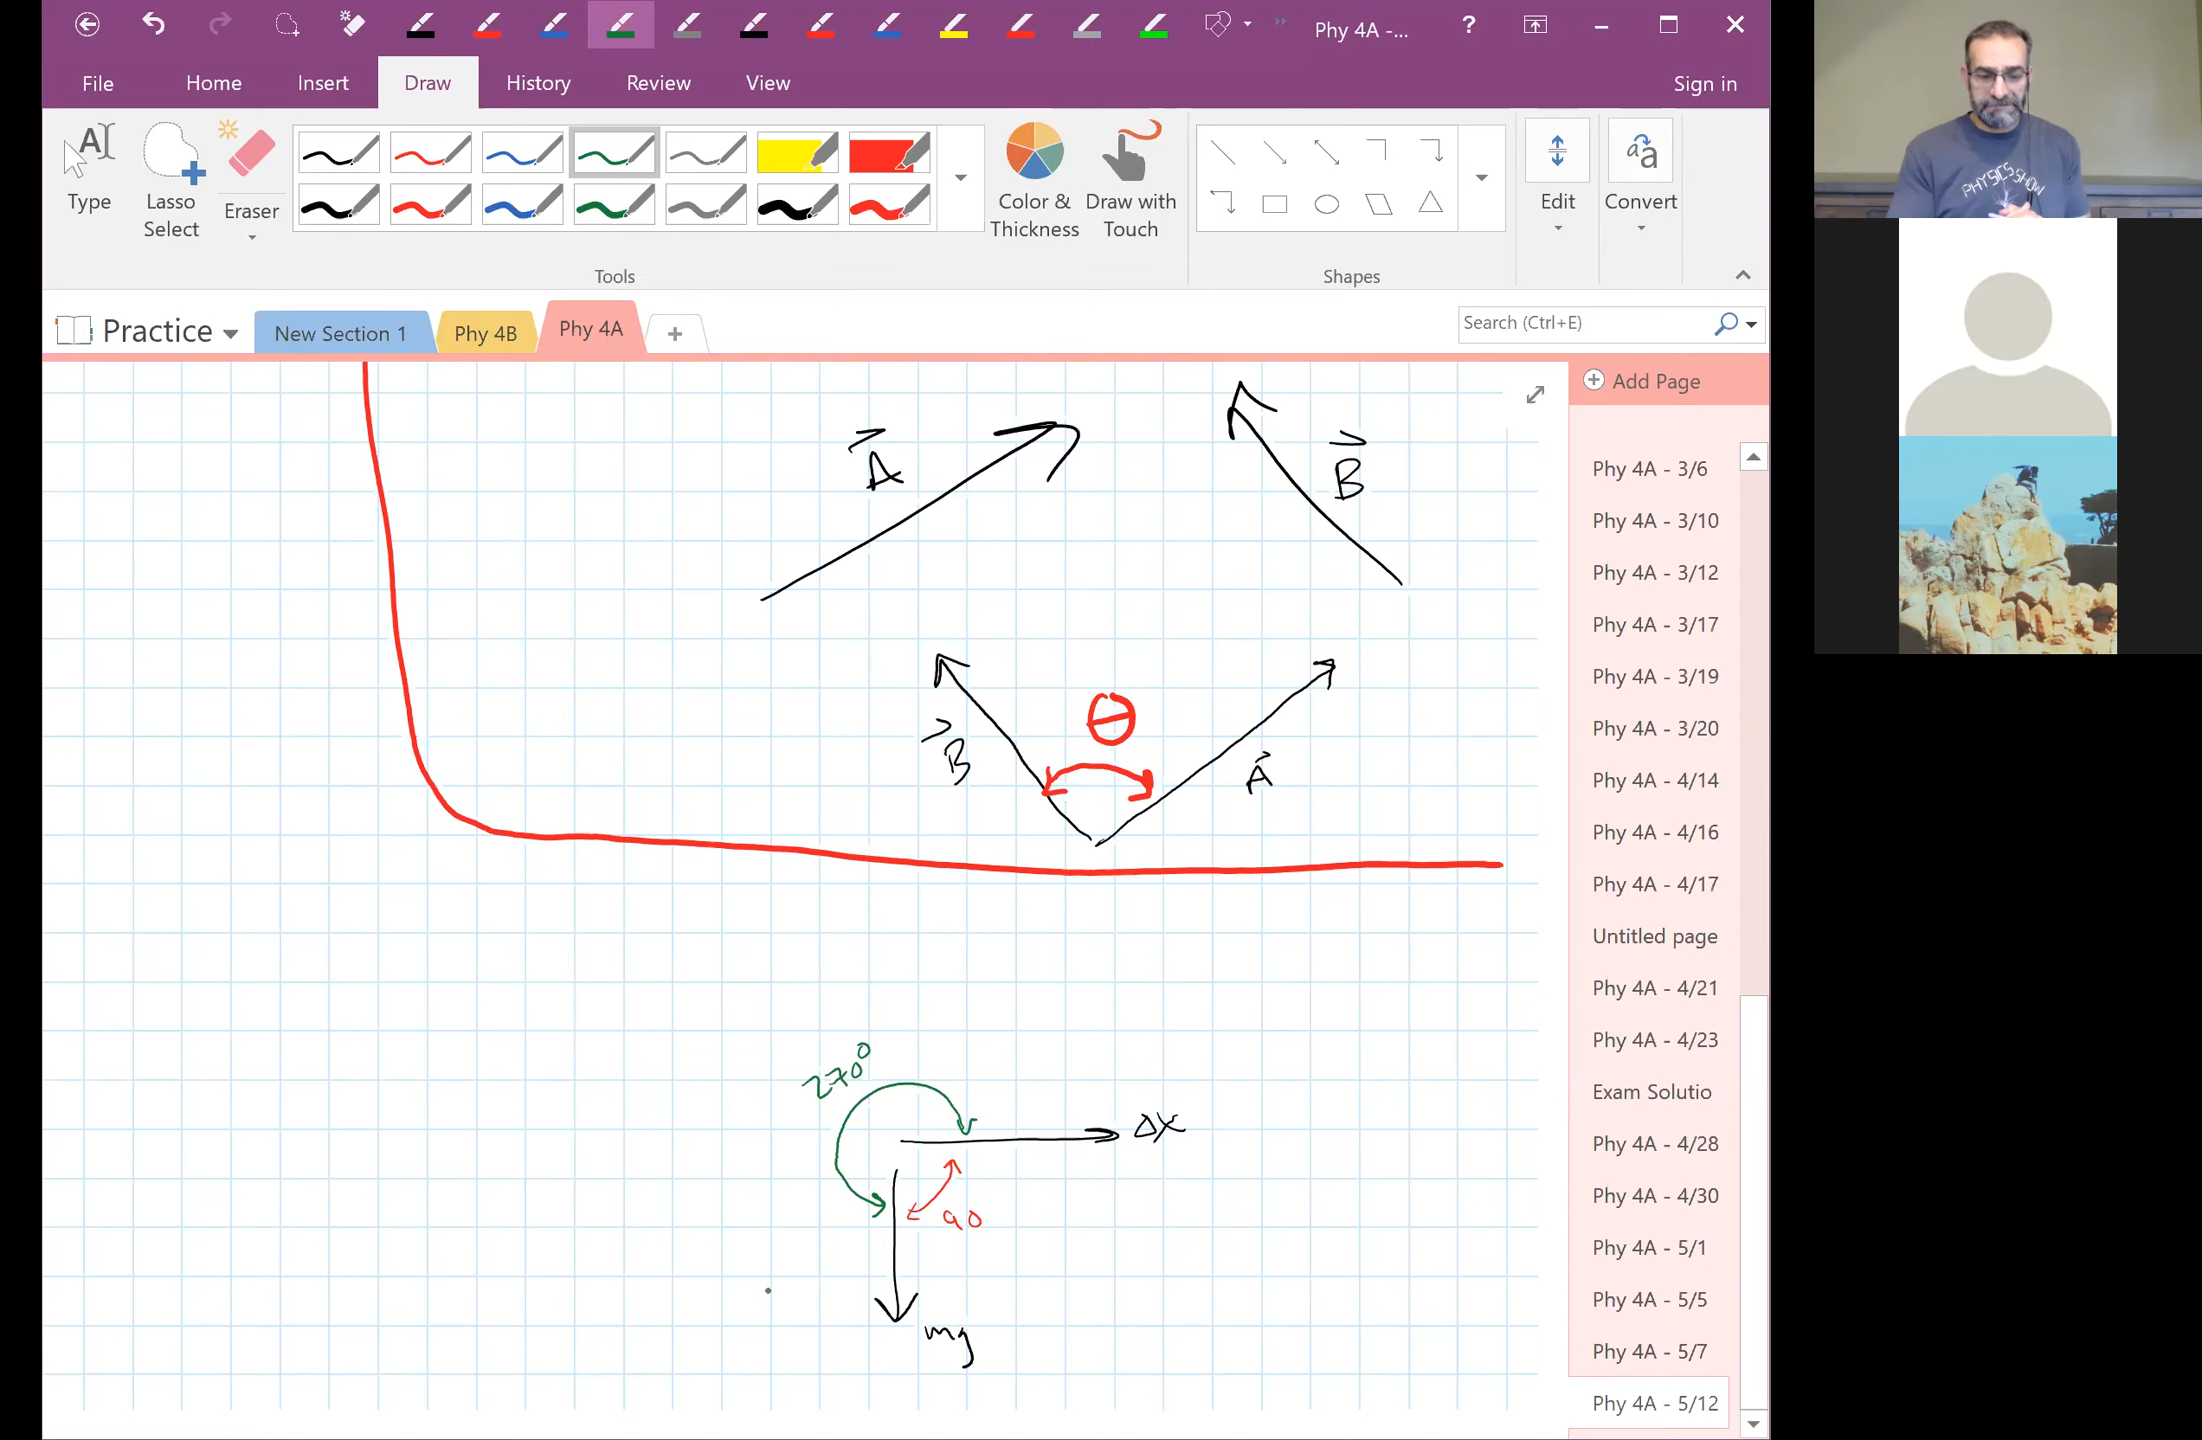 Phy 4A -...
?
File Home Insert Draw History Review View Sign in
Type
Lasso Select
Eraser
Color & Thickness
Draw with Touch
Edit
Convert
Tools
Shapes
Practice
New Section 1
Phy 4B
Phy 4A
Search (Ctrl+E)
Add Page
Phy 4A - 3/6
Phy 4A - 3/10
Phy 4A - 3/12
Phy 4A - 3/17
Phy 4A - 3/19
Phy 4A - 3/20
Phy 4A - 4/14
Phy 4A - 4/16
Phy 4A - 4/17
Untitled page
Phy 4A - 4/21
Phy 4A - 4/23
Exam Solutio
Phy 4A - 4/28
Phy 4A - 4/30
Phy 4A - 5/1
Phy 4A - 5/5
Phy 4A - 5/7
Phy 4A - 5/12
A
B
θ
B
A
270°
Δx
90
mg
PHYSICS SHOW